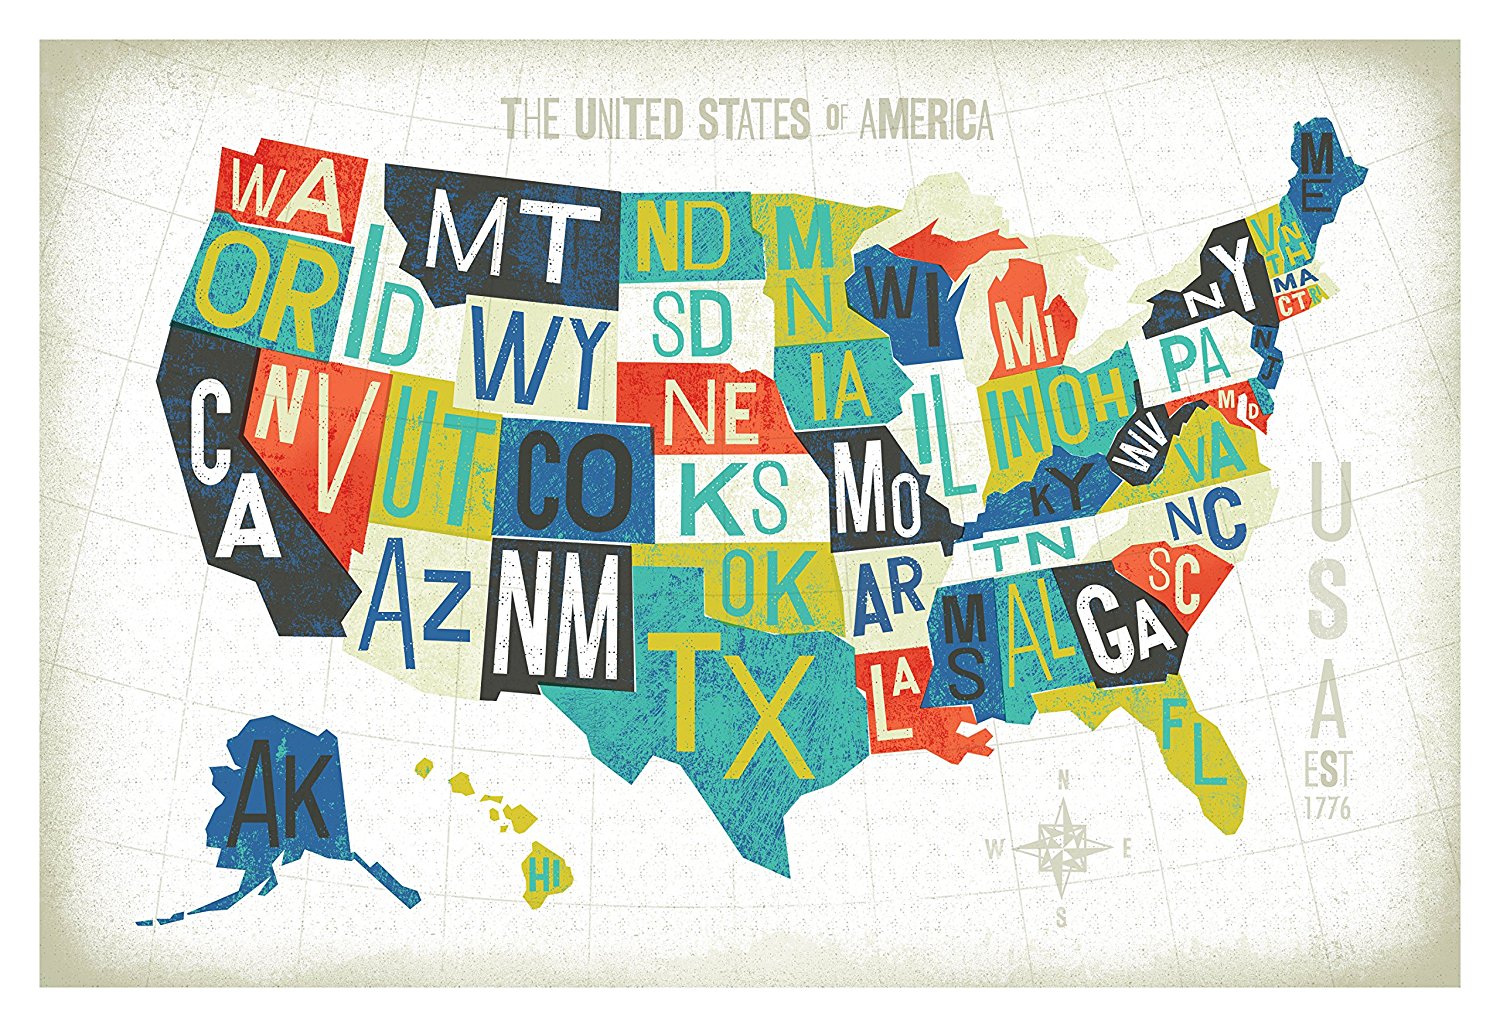 THE UNITED STATES OF AMERICA
WA
OR
ID
MT
ND
MN
WI
MI
NY
VT
NH
ME
MA
CT
RI
SD
WY
IA
NE
IL
IN
OH
PA
NJ
MD
CA
NV
UT
CO
KS
MO
KY
WV
VA
AZ
NM
OK
AR
TN
NC
SC
TX
LA
MS
AL
GA
FL
AK
HI
USA
EST
1776
N
W
E
S